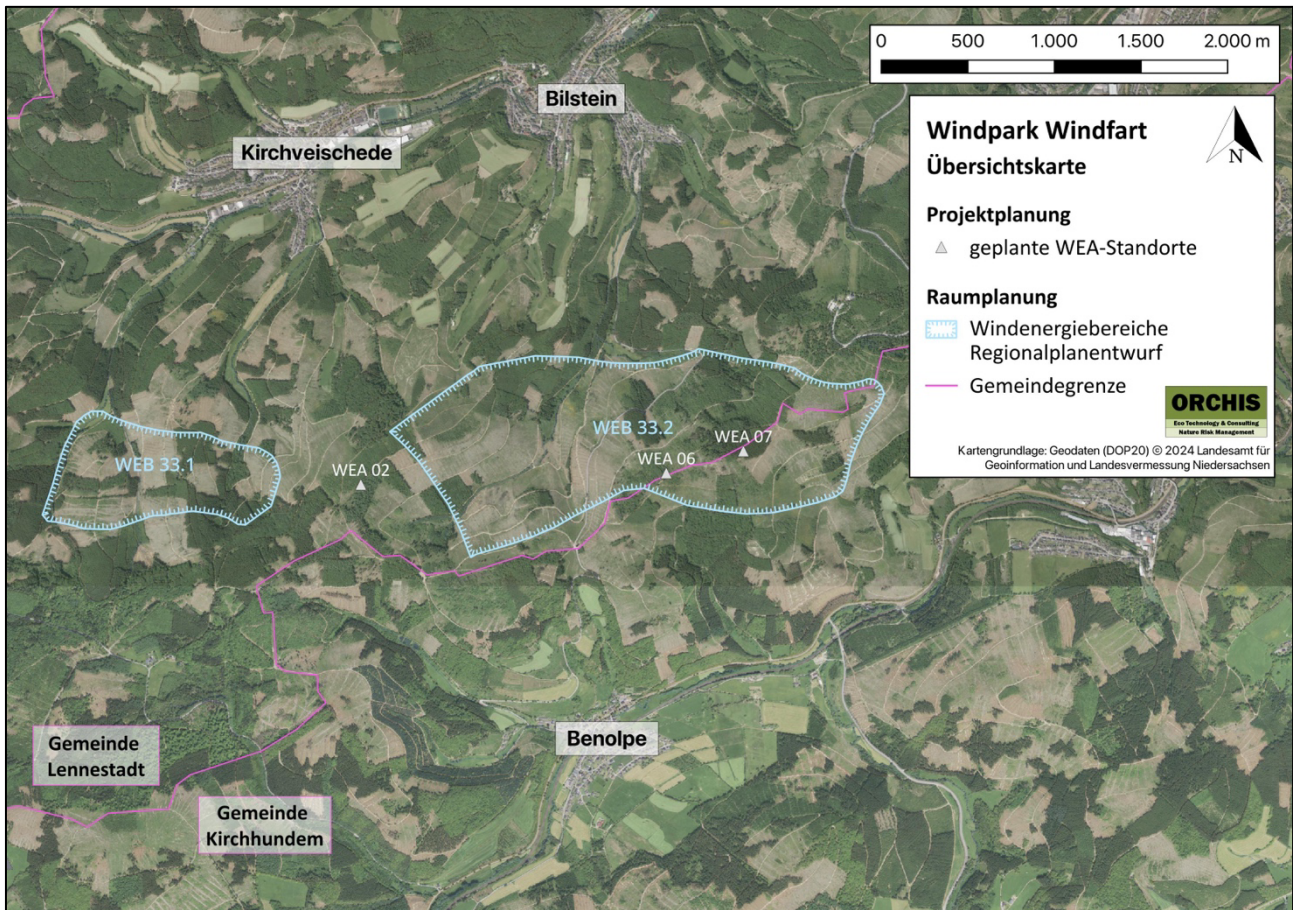 0 500 1.000 1.500 2.000 m
Windpark Windfart
Übersichtskarte
N
Projektplanung
geplante WEA-Standorte
Raumplanung
Windenergiebereiche
Regionalplanentwurf
Gemeindegrenze
ORCHIS
Eco Technology & Consulting
Nature Risk Management
Kartengrundlage: Geodaten (DOP20) © 2024 Landesamt für
Geoinformation und Landesvermessung Niedersachsen
Bilstein
Kirchveischede
WEB 33.1
WEA 02
WEB 33.2
WEA 06
WEA 07
Benolpe
Gemeinde
Lennestadt
Gemeinde
Kirchhundem